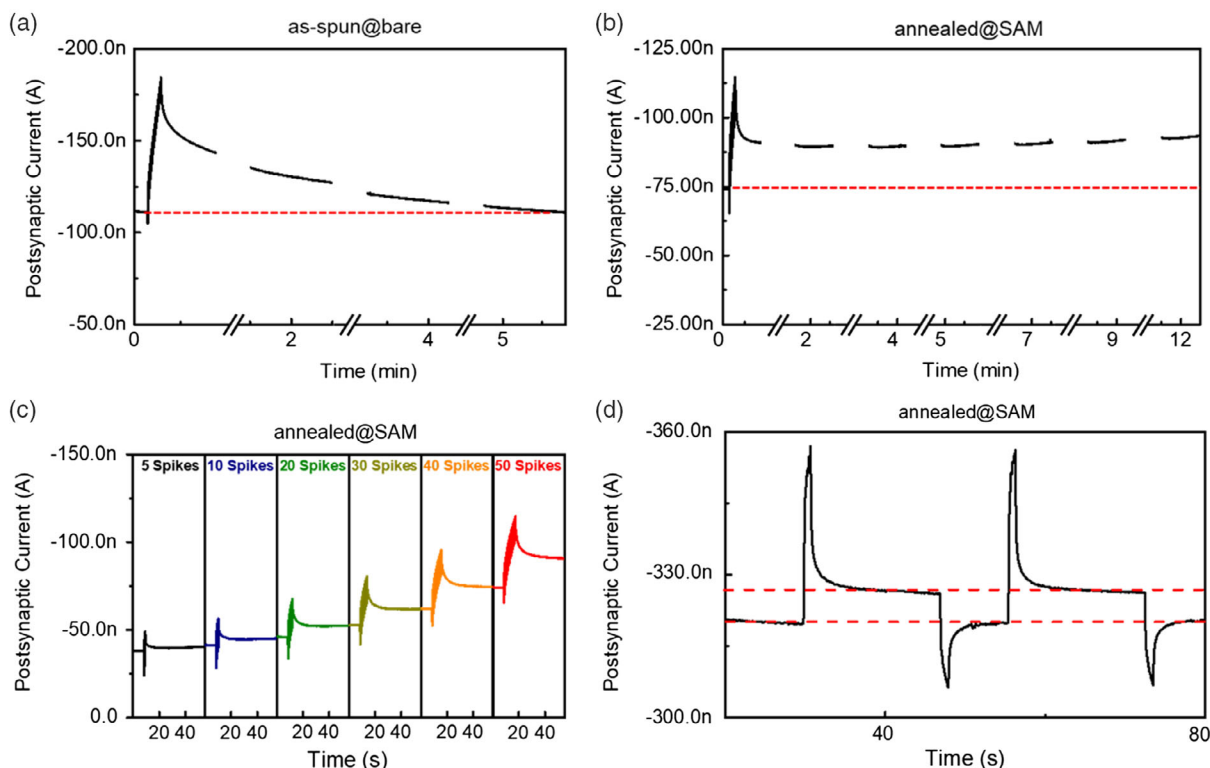 (a)
as-spun@bare
-200.0n
-150.0n
-100.0n
-50.0n
Postsynaptic Current (A)
0 2 4 5
Time (min)
(b)
annealed@SAM
-125.00n
-100.00n
-75.00n
-50.00n
-25.00n
Postsynaptic Current (A)
0 2 4 5 7 9 12
Time (min)
(c)
annealed@SAM
-150.0n
-100.0n
-50.0n
0.0
Postsynaptic Current (A)
5 Spikes 10 Spikes 20 Spikes 30 Spikes 40 Spikes 50 Spikes
20 40 20 40 20 40 20 40 20 40 20 40
Time (s)
(d)
annealed@SAM
-360.0n
-330.0n
-300.0n
Postsynaptic Current (A)
40 80
Time (s)